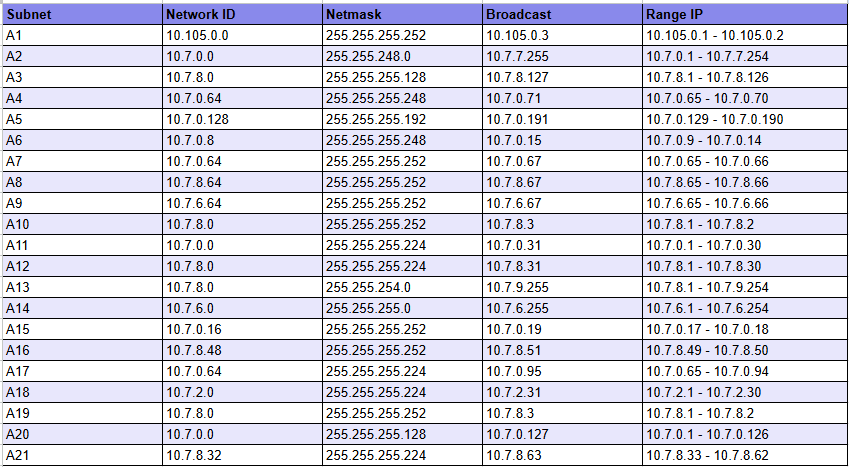 Subnet Network ID Netmask Broadcast Range IP
A1 10.105.0.0 255.255.255.252 10.105.0.3 10.105.0.1 - 10.105.0.2
A2 10.7.0.0 255.255.248.0 10.7.7.255 10.7.0.1 - 10.7.7.254
A3 10.7.8.0 255.255.255.128 10.7.8.127 10.7.8.1 - 10.7.8.126
A4 10.7.0.64 255.255.255.248 10.7.0.71 10.7.0.65 - 10.7.0.70
A5 10.7.0.128 255.255.255.192 10.7.0.191 10.7.0.129 - 10.7.0.190
A6 10.7.0.8 255.255.255.248 10.7.0.15 10.7.0.9 - 10.7.0.14
A7 10.7.0.64 255.255.255.252 10.7.0.67 10.7.0.65 - 10.7.0.66
A8 10.7.8.64 255.255.255.252 10.7.8.67 10.7.8.65 - 10.7.8.66
A9 10.7.6.64 255.255.255.252 10.7.6.67 10.7.6.65 - 10.7.6.66
A10 10.7.8.0 255.255.255.252 10.7.8.3 10.7.8.1 - 10.7.8.2
A11 10.7.0.0 255.255.255.224 10.7.0.31 10.7.0.1 - 10.7.0.30
A12 10.7.8.0 255.255.255.224 10.7.8.31 10.7.8.1 - 10.7.8.30
A13 10.7.8.0 255.255.254.0 10.7.9.255 10.7.8.1 - 10.7.9.254
A14 10.7.6.0 255.255.255.0 10.7.6.255 10.7.6.1 - 10.7.6.254
A15 10.7.0.16 255.255.255.252 10.7.0.19 10.7.0.17 - 10.7.0.18
A16 10.7.8.48 255.255.255.252 10.7.8.51 10.7.8.49 - 10.7.8.50
A17 10.7.0.64 255.255.255.224 10.7.0.95 10.7.0.65 - 10.7.0.94
A18 10.7.2.0 255.255.255.224 10.7.2.31 10.7.2.1 - 10.7.2.30
A19 10.7.8.0 255.255.255.252 10.7.8.3 10.7.8.1 - 10.7.8.2
A20 10.7.0.0 255.255.255.128 10.7.0.127 10.7.0.1 - 10.7.0.126
A21 10.7.8.32 255.255.255.224 10.7.8.63 10.7.8.33 - 10.7.8.62